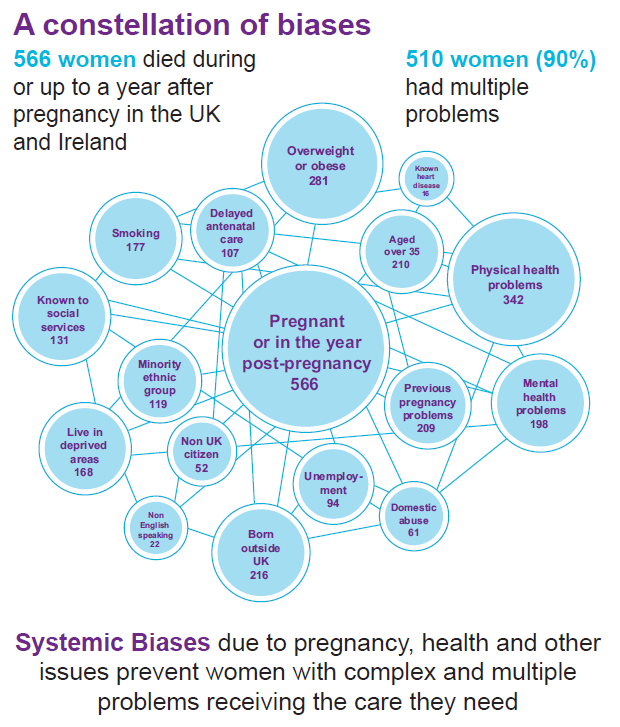 A constellation of biases
566 women died during
or up to a year after
pregnancy in the UK
and Ireland
510 women (90%)
had multiple
problems
Overweight
or obese
281
Known
heart
disease
16
Delayed
antenatal
care
107
Smoking
177
Aged
over 35
210
Physical health
problems
342
Known to
social
services
131
Pregnant
or in the year
post-pregnancy
566
Minority
ethnic
group
119
Previous
pregnancy
problems
209
Mental
health
problems
198
Live in
deprived
areas
168
Non UK
citizen
52
Unemploy-
ment
94
Domestic
abuse
61
Non
English
speaking
22
Born
outside
UK
216
Systemic Biases due to pregnancy, health and other
issues prevent women with complex and multiple
problems receiving the care they need